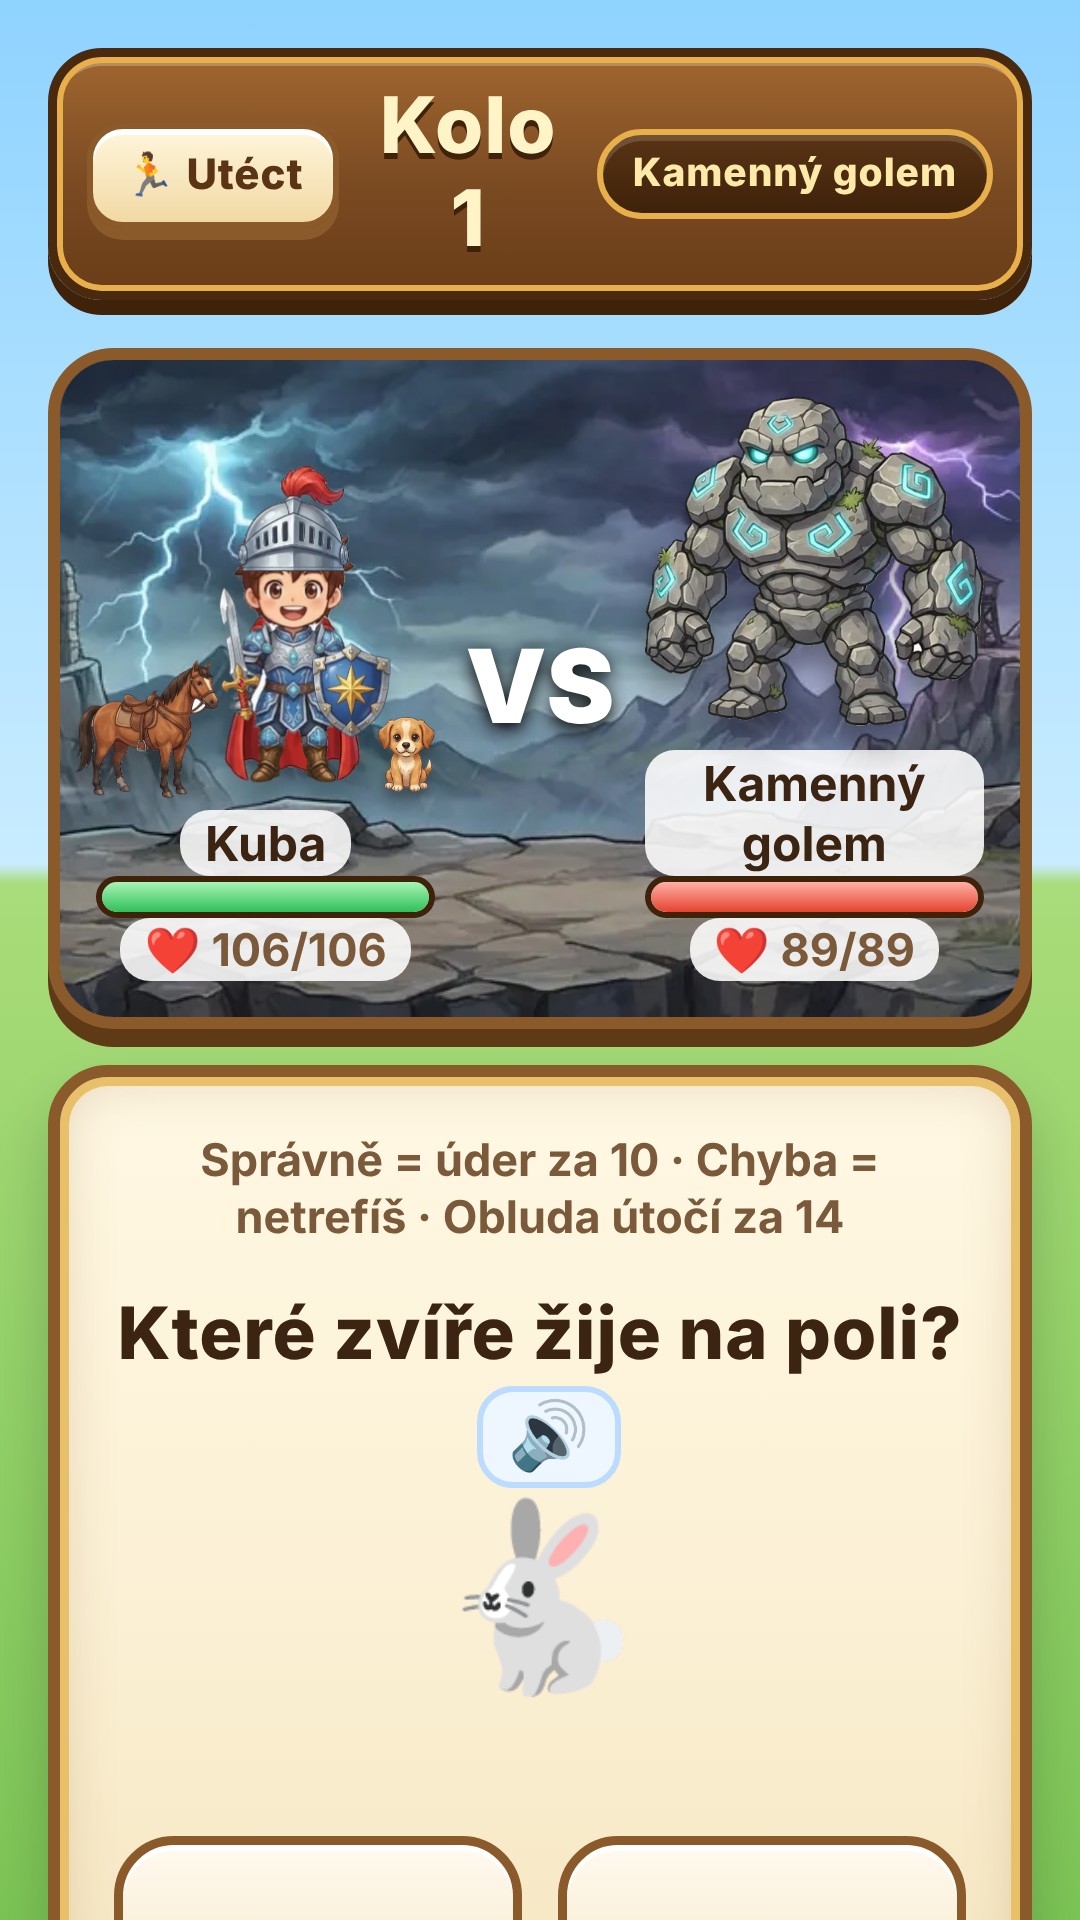 Utéct
Kolo
1
Kamenný golem
VS
Kuba
106/106
Kamenný
golem
89/89
Správně = úder za 10 · Chyba =
netrefíš · Obluda útočí za 14
Které zvíře žije na poli?